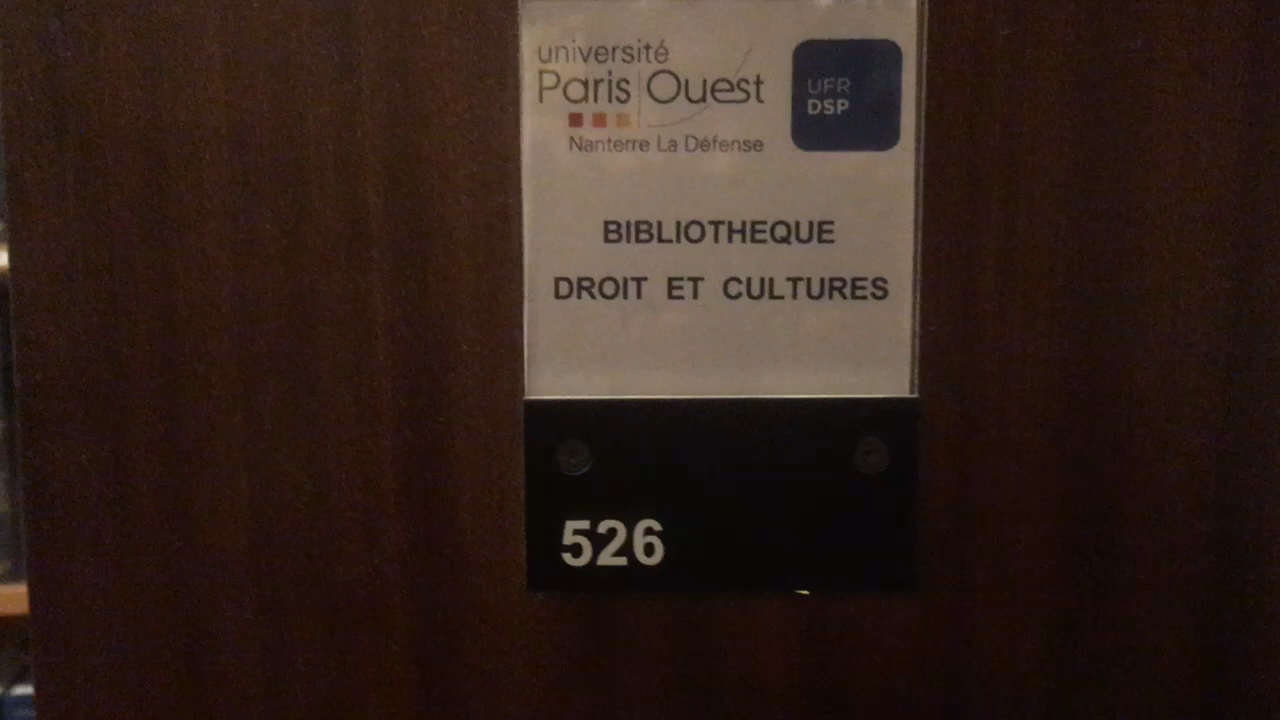 université
Paris Ouest
Nanterre La Défense
UFR
DSP
BIBLIOTHEQUE
DROIT ET CULTURES
526